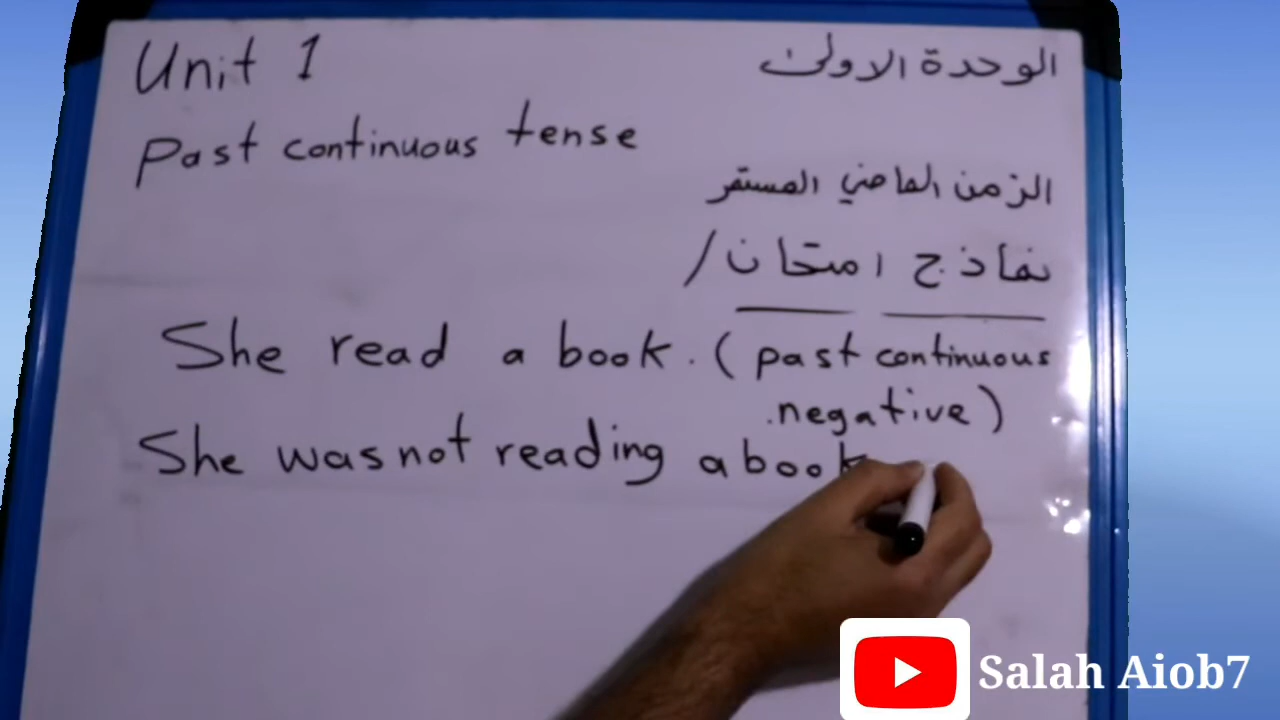 Unit 1
الوحدة الاولى
Past continuous tense
الزمن الماضي المستمر
نماذج امتحان /
She read a book. (past continuous
negative)
She was not reading a book
Salah Aiob7